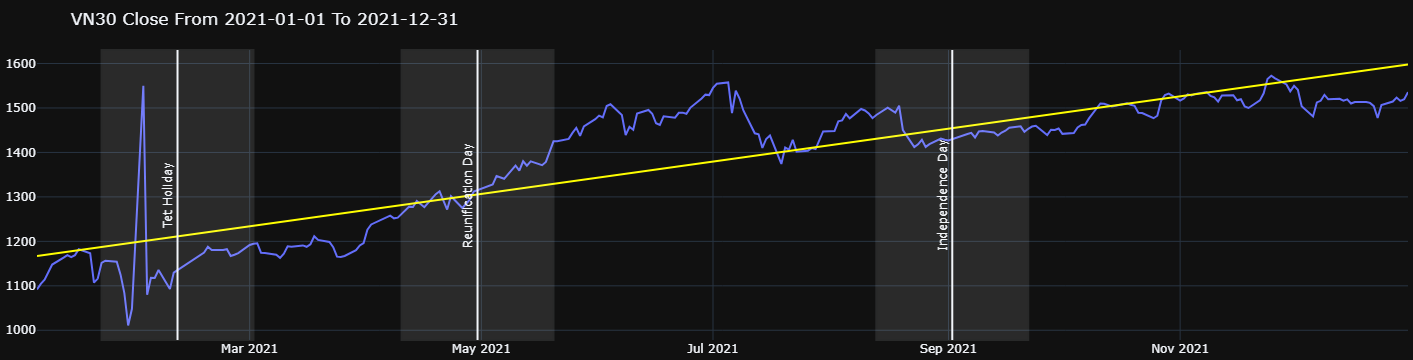 VN30 Close From 2021-01-01 To 2021-12-31
1600
1500
1400
1300
1200
1100
1000
Tet Holiday
Reunification Day
Independence Day
Mar 2021
May 2021
Jul 2021
Sep 2021
Nov 2021